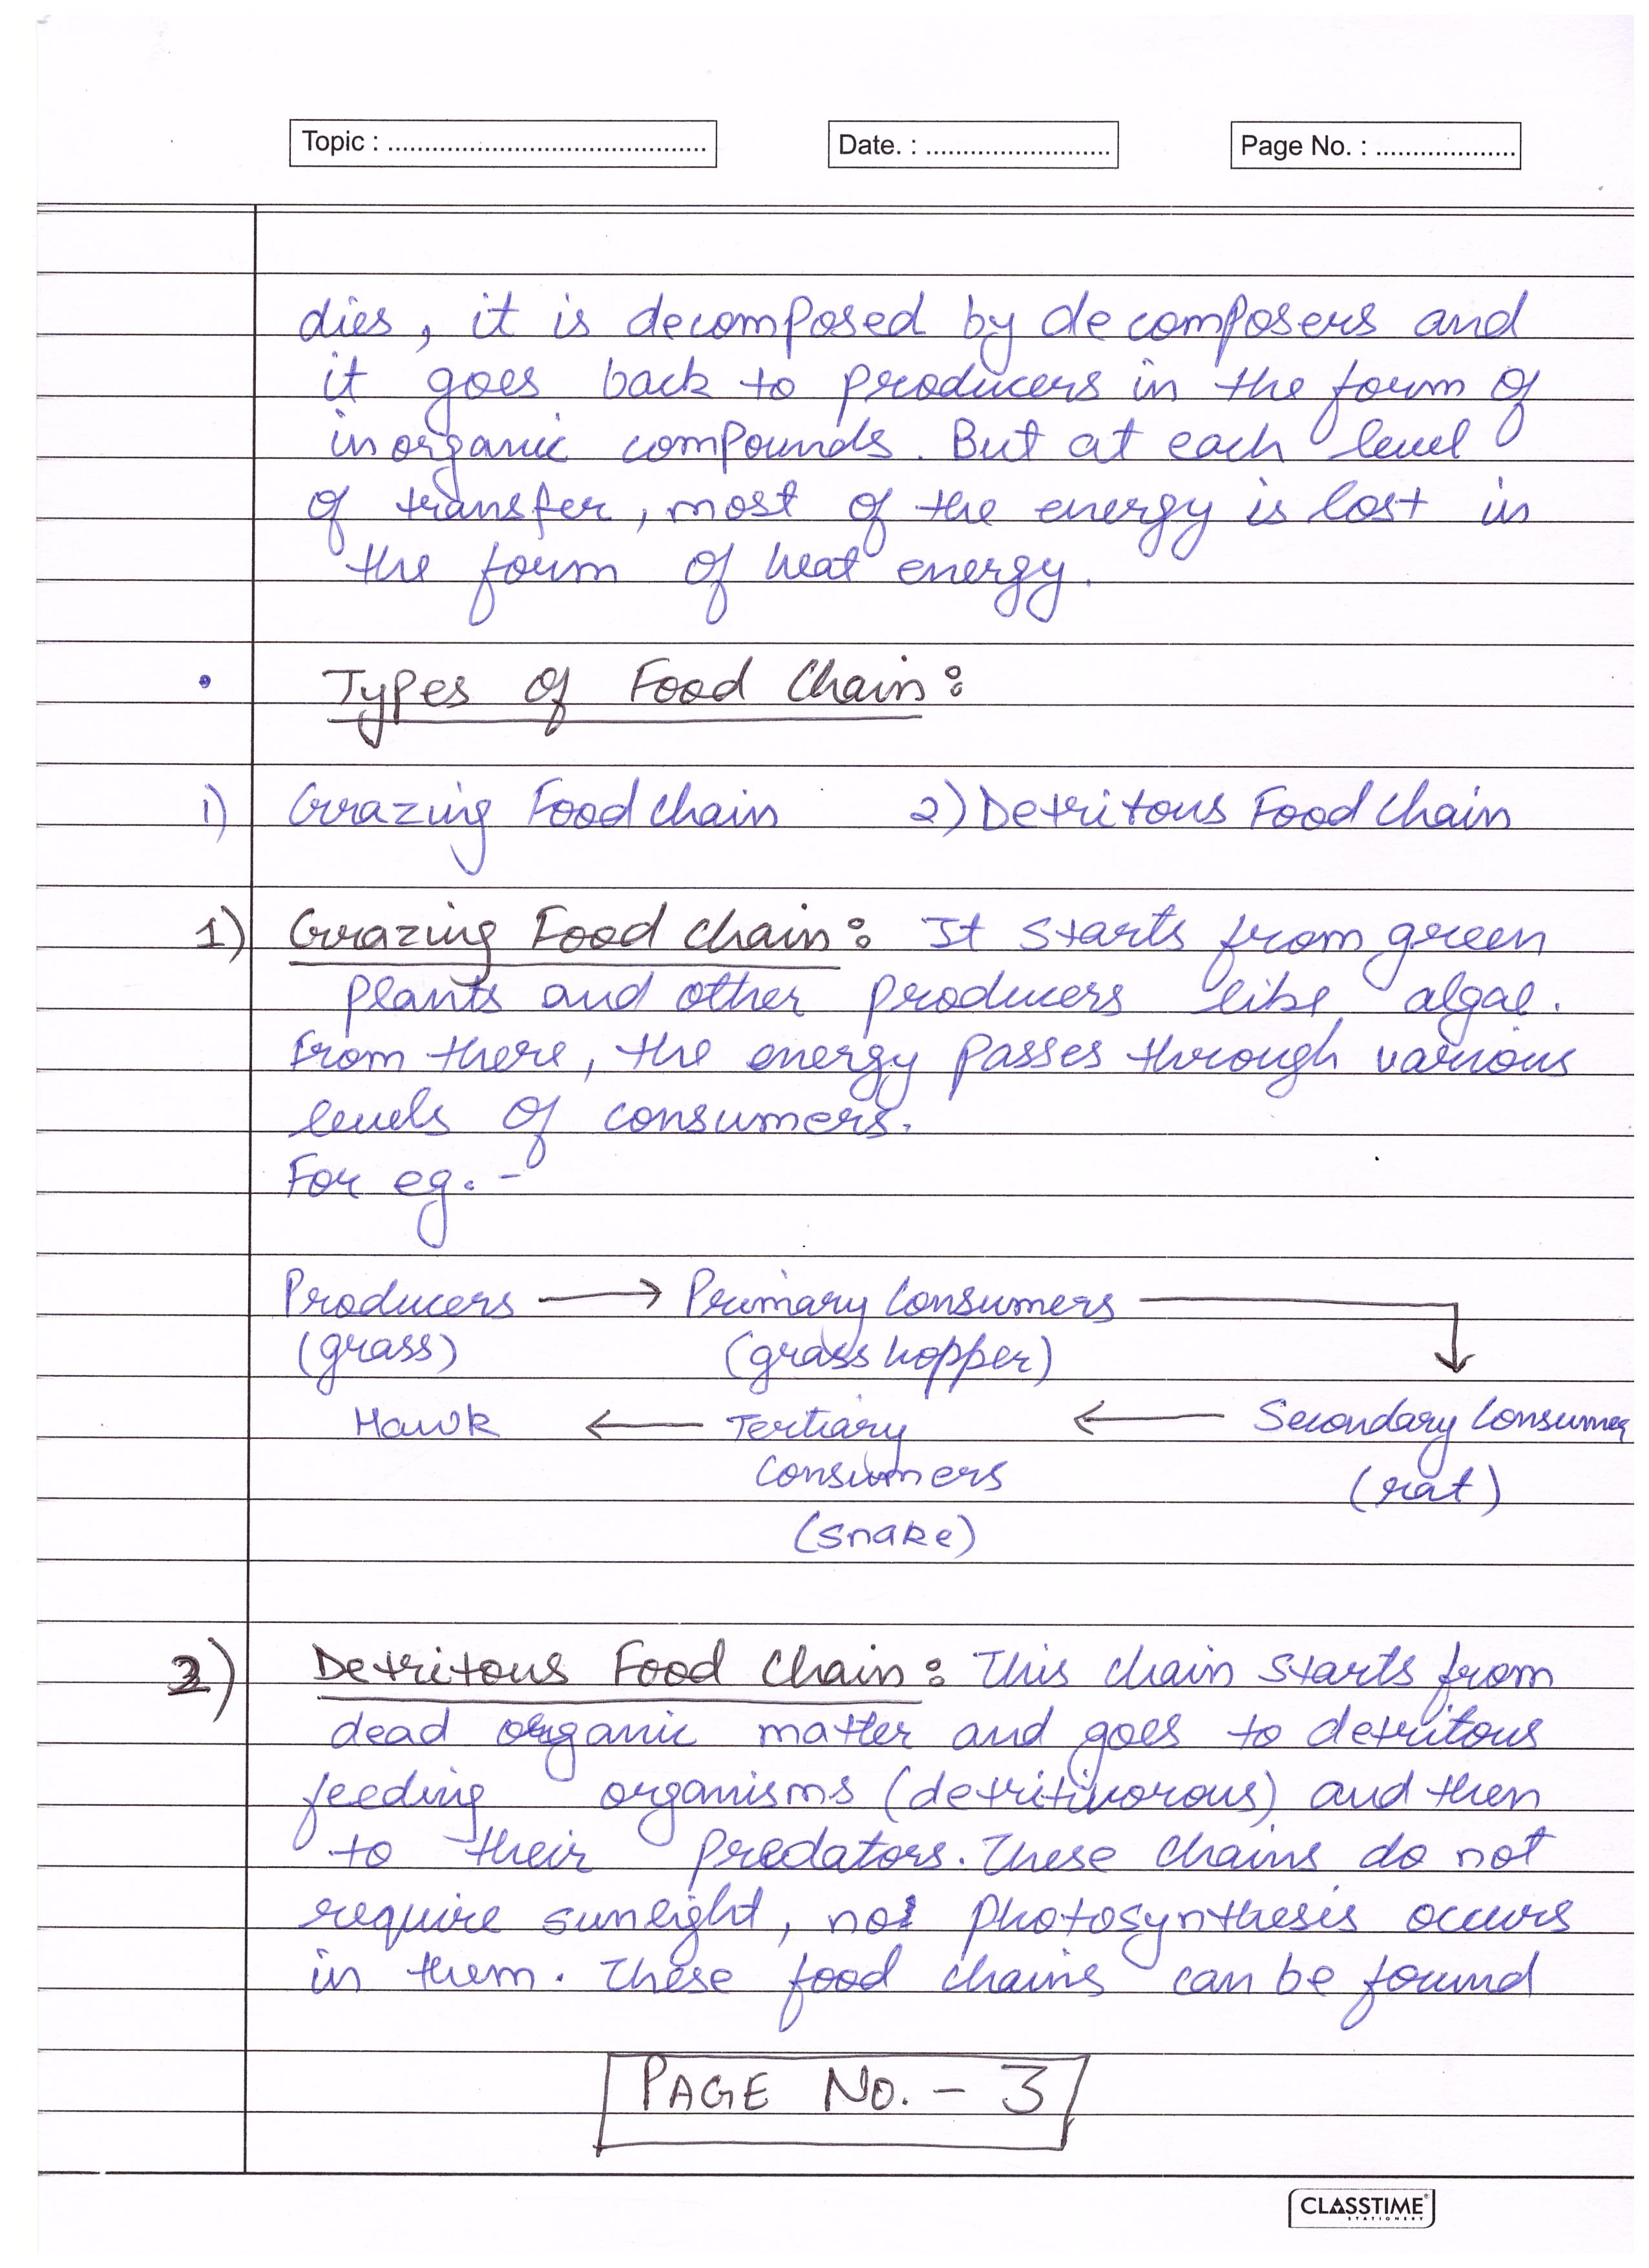 Topic : ........................................... Date. : ......................... Page No. : ...................
dies, it is decomposed by decomposers and
it goes back to producers in the form of
inorganic compounds. But at each level
of transfer, most of the energy is lost in
the form of heat energy.
• Types of Food Chain:
1) Grazing Food chain 2) Detritous Food Chain
1) Grazing Food chain: It starts from green
plants and other producers like algae.
From there, the energy passes through various
levels of consumers.
For eg. -
Producers → Primary Consumers
(grass) (grasshopper)
Hawk ← Tertiary ← Secondary Consumer
Consumers (rat)
(snake)
2) Detritous Food Chain: This chain starts from
dead organic matter and goes to detritous
feeding organisms (detritivorous) and then
to their predators. These chains do not
require sunlight, no photosynthesis occurs
in them. These food chains can be found
PAGE NO. - 3
CLASSTIME
STATIONERY